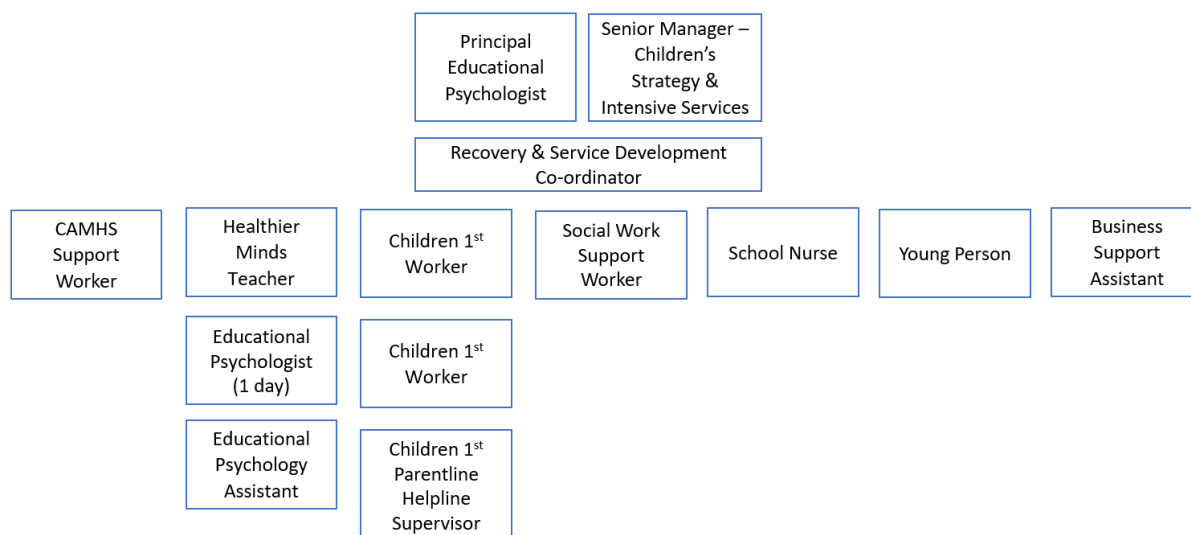 Principal
Educational
Psychologist
Senior Manager –
Children’s
Strategy &
Intensive Services
Recovery & Service Development
Co-ordinator
CAMHS
Support
Worker
Healthier
Minds
Teacher
Children 1st
Worker
Social Work
Support
Worker
School Nurse
Young Person
Business
Support
Assistant
Educational
Psychologist
(1 day)
Children 1st
Worker
Educational
Psychology
Assistant
Children 1st
Parentline
Helpline
Supervisor